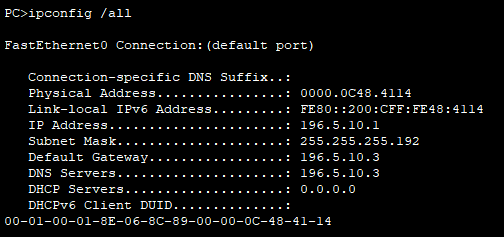 PC>ipconfig /all
FastEthernet0 Connection:(default port)
Connection-specific DNS Suffix..:
Physical Address................: 0000.0C48.4114
Link-local IPv6 Address.........: FE80::200:CFF:FE48:4114
IP Address......................: 196.5.10.1
Subnet Mask.....................: 255.255.255.192
Default Gateway.................: 196.5.10.3
DNS Servers.....................: 196.5.10.3
DHCP Servers....................: 0.0.0.0
DHCPv6 Client DUID..............:
00-01-00-01-8E-06-8C-89-00-00-0C-48-41-14